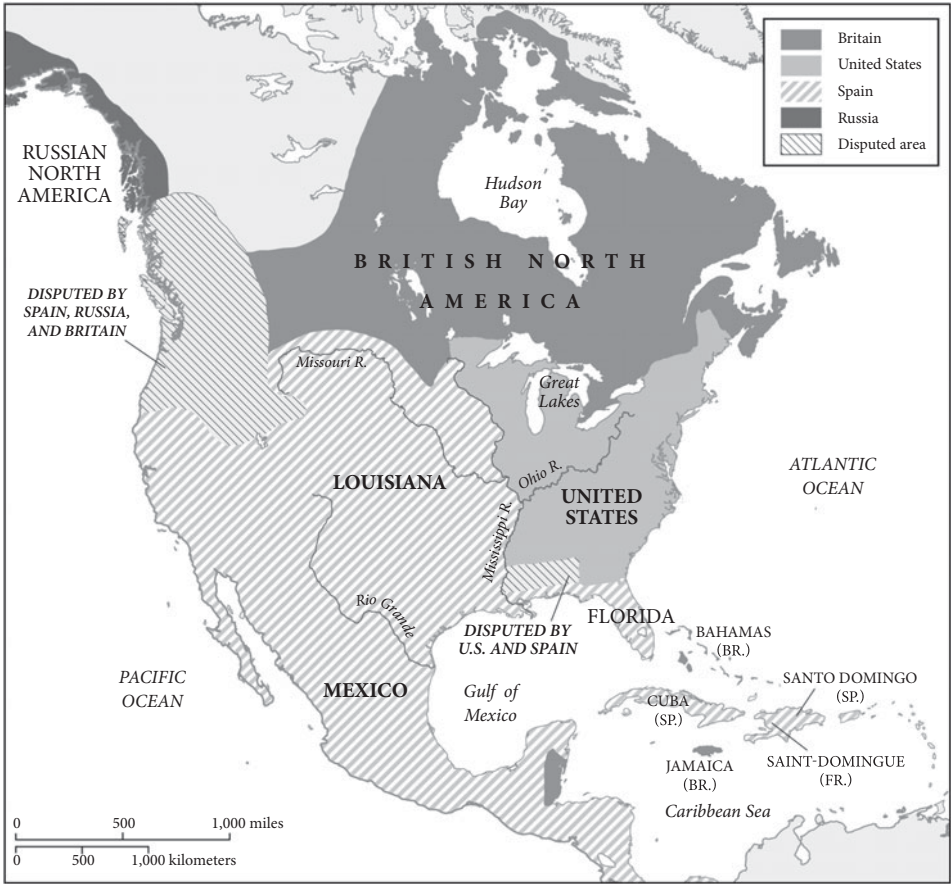 Britain
United States
Spain
Russia
Disputed area
RUSSIAN
NORTH
AMERICA
Hudson
Bay
BRITISH NORTH
AMERICA
DISPUTED BY
SPAIN, RUSSIA,
AND BRITAIN
Missouri R.
Great
Lakes
ATLANTIC
OCEAN
LOUISIANA
Ohio R.
UNITED
STATES
Mississippi R.
Rio Grande
FLORIDA
DISPUTED BY
U.S. AND SPAIN
BAHAMAS
(BR.)
PACIFIC
OCEAN
MEXICO
Gulf of
Mexico
CUBA
(SP.)
SANTO DOMINGO
(SP.)
SAINT-DOMINGUE
(FR.)
JAMAICA
(BR.)
Caribbean Sea
0 500 1,000 miles
0 500 1,000 kilometers